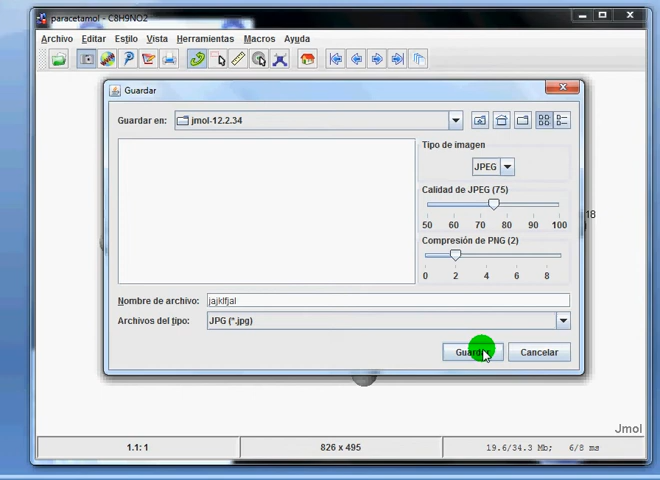 paracetamol - C8H9NO2
Archivo Editar Estilo Vista Herramientas Macros Ayuda
Guardar
Guardar en: jmol-12.2.34
Tipo de imagen
JPEG
Calidad de JPEG (75)
50 60 70 80 90 100
18
Compresión de PNG (2)
0 2 4 6 8
Nombre de archivo: jajklfjal
Archivos del tipo: JPG (*.jpg)
Guardar Cancelar
Jmol
1.1: 1 826 x 495 19.6/34.3 Mb; 6/8 ms